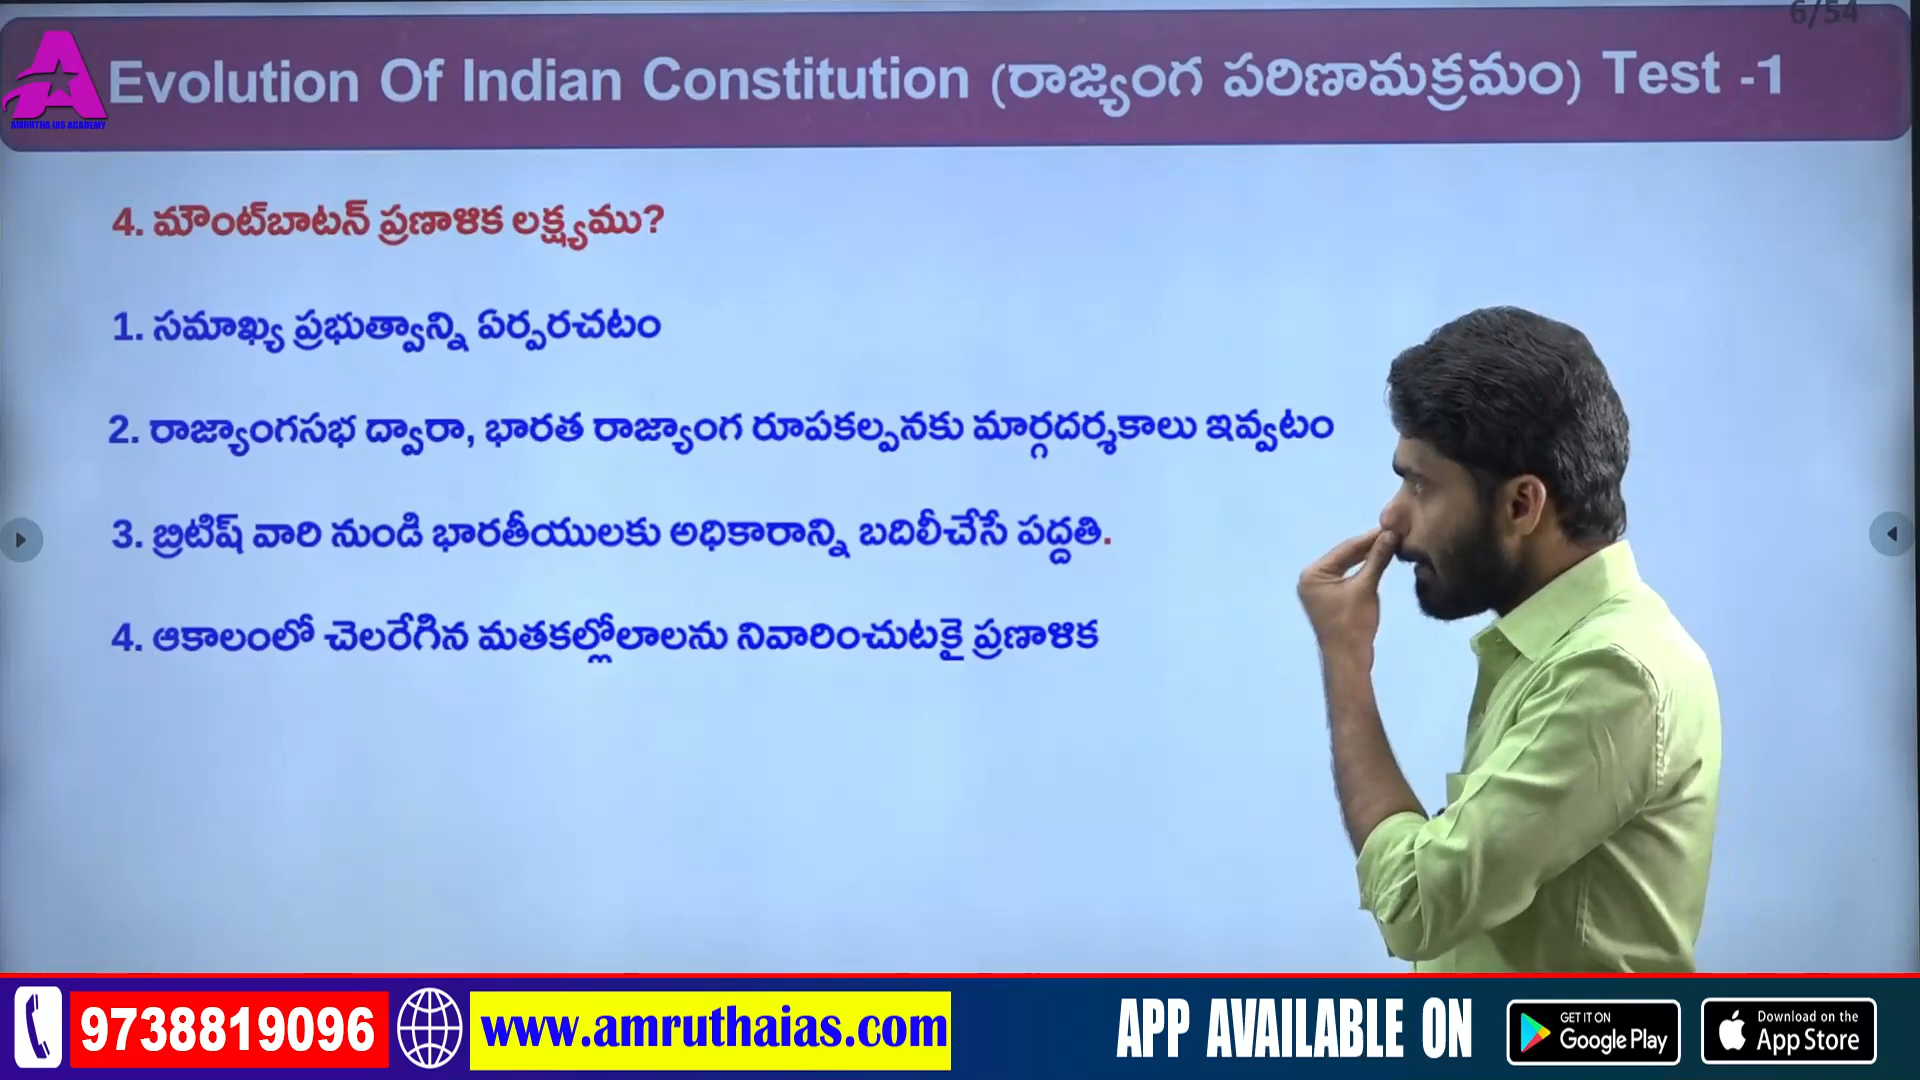 6/54
Evolution Of Indian Constitution (రాజ్యంగ పరిణామక్రమం) Test -1
AMRUTHA IAS ACADEMY
4. మౌంట్‌బాటన్ ప్రణాళిక లక్ష్యము?
1. సమాఖ్య ప్రభుత్వాన్ని ఏర్పరచటం
2. రాజ్యాంగసభ ద్వారా, భారత రాజ్యాంగ రూపకల్పనకు మార్గదర్శకాలు ఇవ్వటం
3. బ్రిటిష్ వారి నుండి భారతీయులకు అధికారాన్ని బదిలీచేసే పద్దతి.
4. ఆకాలంలో చెలరేగిన మతకల్లోలాలను నివారించుటకై ప్రణాళిక
9738819096
www.amruthaias.com
APP AVAILABLE ON
GET IT ON
Google Play
Download on the
App Store